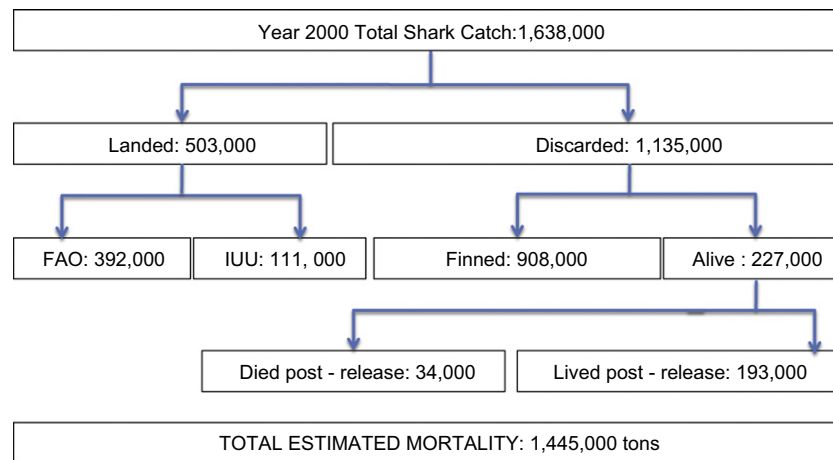 Year 2000 Total Shark Catch:1,638,000
Landed: 503,000
Discarded: 1,135,000
FAO: 392,000
IUU: 111, 000
Finned: 908,000
Alive : 227,000
Died post - release: 34,000
Lived post - release: 193,000
TOTAL ESTIMATED MORTALITY: 1,445,000 tons